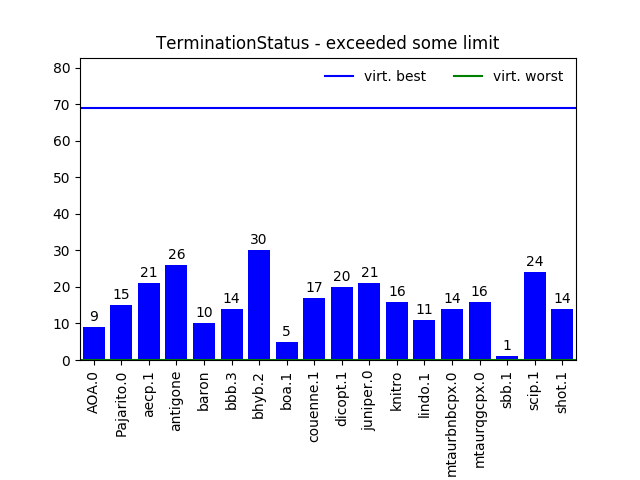 TerminationStatus - exceeded some limit
virt. best
virt. worst
80
70
60
50
40
30
20
10
0
9
15
21
26
10
14
30
5
17
20
21
16
11
14
16
1
24
14
AOA.0
Pajarito.0
aecp.1
antigone
baron
bbb.3
bhyb.2
boa.1
couenne.1
dicopt.1
juniper.0
knitro
lindo.1
mtaurbnbcpx.0
mtaurqgcpx.0
sbb.1
scip.1
shot.1